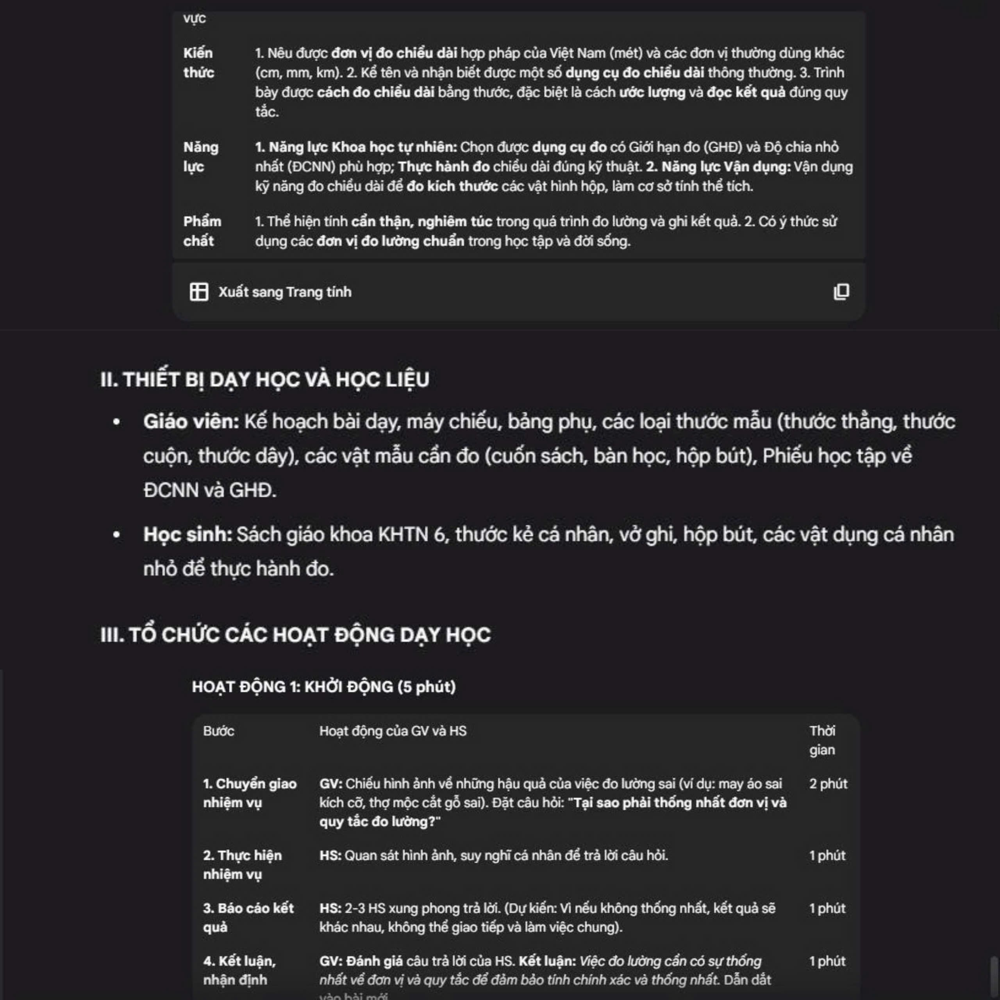 vực
Kiến
thức
1. Nêu được đơn vị đo chiều dài hợp pháp của Việt Nam (mét) và các đơn vị thường dùng khác
(cm, mm, km). 2. Kể tên và nhận biết được một số dụng cụ đo chiều dài thông thường. 3. Trình
bày được cách đo chiều dài bằng thước, đặc biệt là cách ước lượng và đọc kết quả đúng quy
tắc.
Năng
lực
1. Năng lực Khoa học tự nhiên: Chọn được dụng cụ đo có Giới hạn đo (GHĐ) và Độ chia nhỏ
nhất (ĐCNN) phù hợp; Thực hành đo chiều dài đúng kỹ thuật. 2. Năng lực Vận dụng: Vận dụng
kỹ năng đo chiều dài để đo kích thước các vật hình hộp, làm cơ sở tính thể tích.
Phẩm
chất
1. Thể hiện tính cẩn thận, nghiêm túc trong quá trình đo lường và ghi kết quả. 2. Có ý thức sử
dụng các đơn vị đo lường chuẩn trong học tập và đời sống.
Xuất sang Trang tính
II. THIẾT BỊ DẠY HỌC VÀ HỌC LIỆU
• Giáo viên: Kế hoạch bài dạy, máy chiếu, bảng phụ, các loại thước mẫu (thước thẳng, thước
cuộn, thước dây), các vật mẫu cần đo (cuốn sách, bàn học, hộp bút), Phiếu học tập về
ĐCNN và GHĐ.
• Học sinh: Sách giáo khoa KHTN 6, thước kẻ cá nhân, vở ghi, hộp bút, các vật dụng cá nhân
nhỏ để thực hành đo.
III. TỔ CHỨC CÁC HOẠT ĐỘNG DẠY HỌC
HOẠT ĐỘNG 1: KHỞI ĐỘNG (5 phút)
Bước
Hoạt động của GV và HS
Thời
gian
1. Chuyển giao
nhiệm vụ
GV: Chiếu hình ảnh về những hậu quả của việc đo lường sai (ví dụ: may áo sai
kích cỡ, thợ mộc cắt gỗ sai). Đặt câu hỏi: "Tại sao phải thống nhất đơn vị và
quy tắc đo lường?"
2 phút
2. Thực hiện
nhiệm vụ
HS: Quan sát hình ảnh, suy nghĩ cá nhân để trả lời câu hỏi.
1 phút
3. Báo cáo kết
quả
HS: 2-3 HS xung phong trả lời. (Dự kiến: Vì nếu không thống nhất, kết quả sẽ
khác nhau, không thể giao tiếp và làm việc chung).
1 phút
4. Kết luận,
nhận định
GV: Đánh giá câu trả lời của HS. Kết luận: Việc đo lường cần có sự thống
nhất về đơn vị và quy tắc để đảm bảo tính chính xác và thống nhất. Dẫn dắt
vào bài mới
1 phút